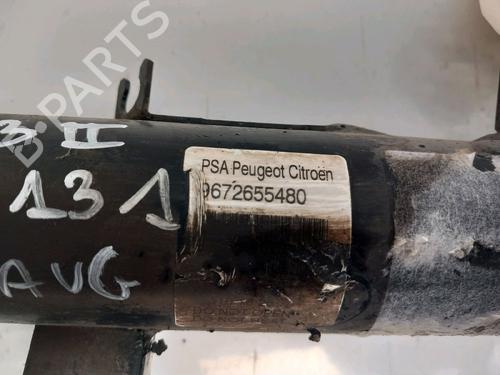 B-PARTS
3 II
131
AVG
PSA Peugeot Citroën
9672655480